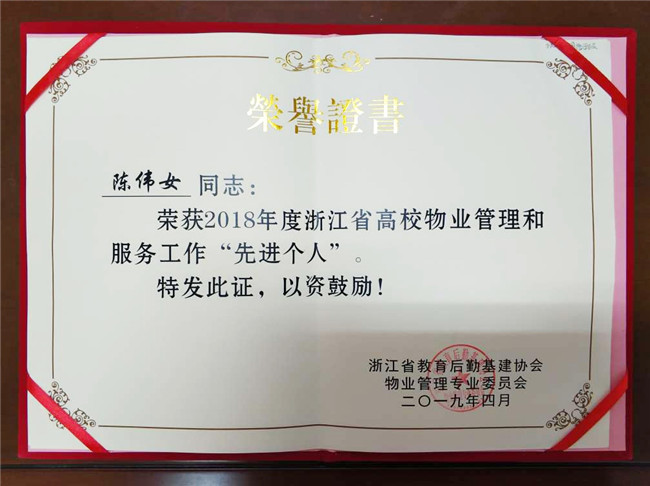 榮譽證書
陈伟女 同志：
荣获2018年度浙江省高校物业管理和
服务工作“先进个人”。
特发此证，以资鼓励！
浙江省教育后勤基建协会
物业管理专业委员会
二〇一九年四月